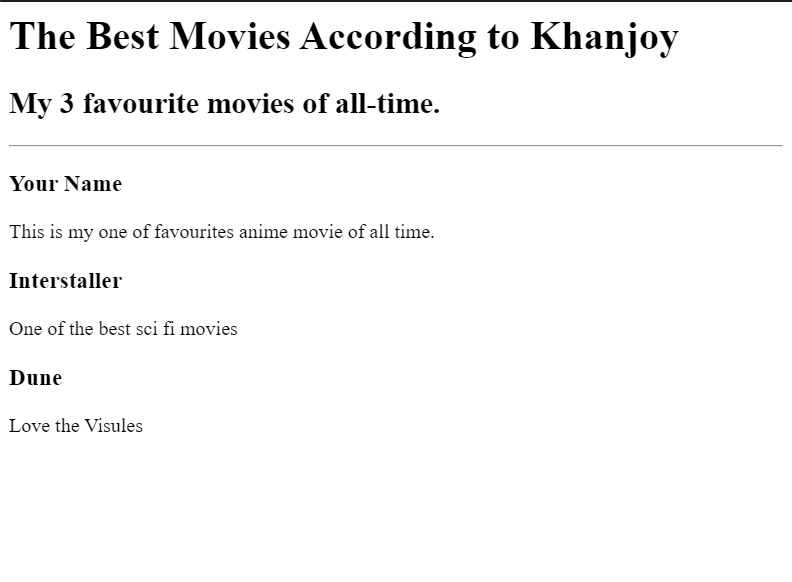 The Best Movies According to Khanjoy
My 3 favourite movies of all-time.
Your Name
This is my one of favourites anime movie of all time.
Interstaller
One of the best sci fi movies
Dune
Love the Visules